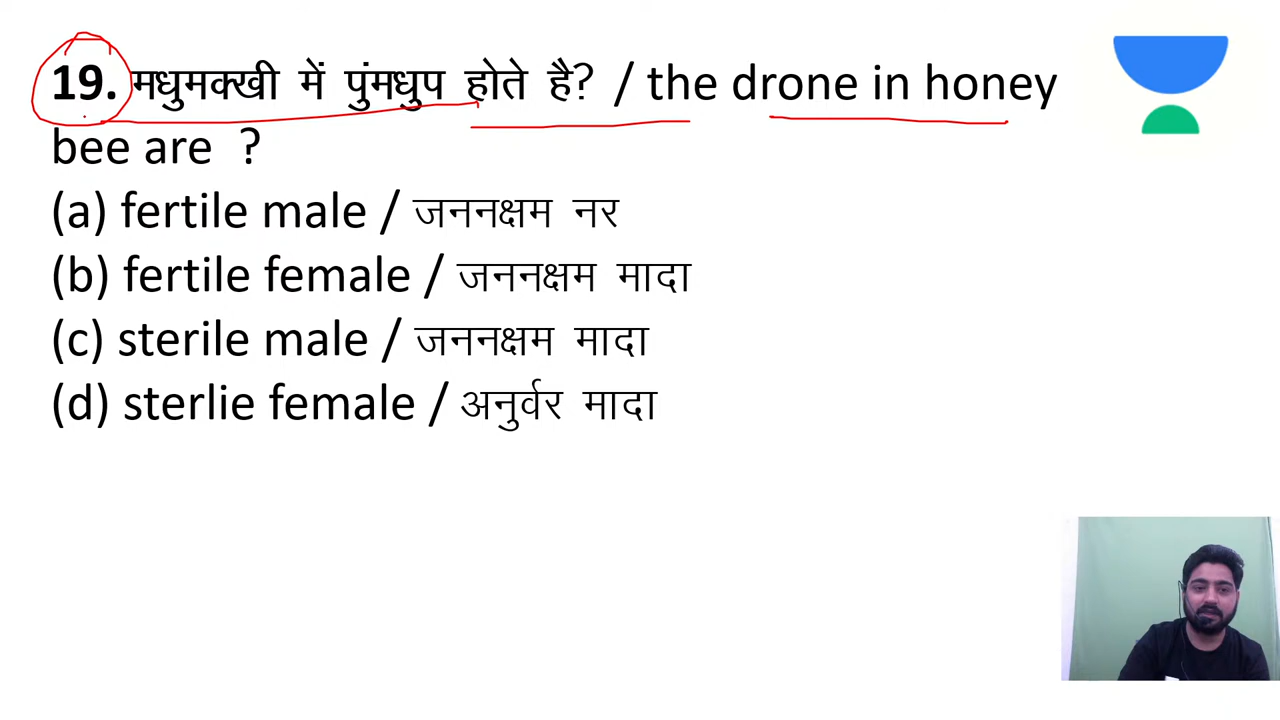 19. मधुमक्खी में पुंमधुप होते है? / the drone in honey
bee are ?
(a) fertile male / जननक्षम नर
(b) fertile female / जननक्षम मादा
(c) sterile male / जननक्षम मादा
(d) sterlie female / अनुर्वर मादा